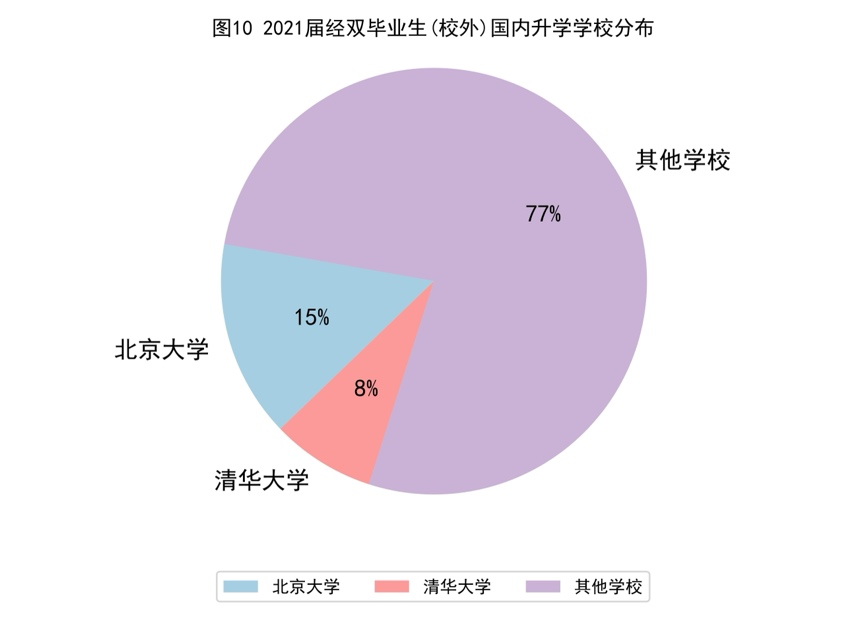 图10 2021届经双毕业生(校外)国内升学学校分布
其他学校
77%
15%
北京大学
8%
清华大学
北京大学 清华大学 其他学校